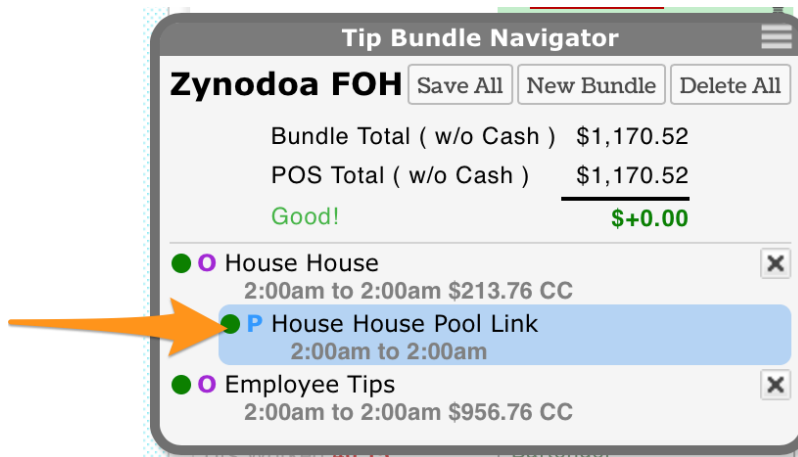 Tip Bundle Navigator
Zynodoa FOH Save All New Bundle Delete All
Bundle Total ( w/o Cash ) $1,170.52
POS Total ( w/o Cash ) $1,170.52
Good! $+0.00
O House House
2:00am to 2:00am $213.76 CC
P House House Pool Link
2:00am to 2:00am
O Employee Tips
2:00am to 2:00am $956.76 CC